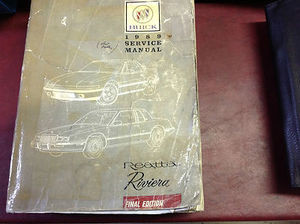 BUICK
1989
SERVICE
MANUAL
Reatta
Riviera
FINAL EDITION